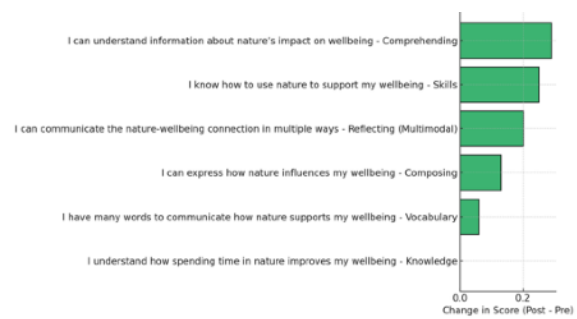 I can understand information about nature's impact on wellbeing - Comprehending
I know how to use nature to support my wellbeing - Skills
I can communicate the nature-wellbeing connection in multiple ways - Reflecting (Multimodal)
I can express how nature influences my wellbeing - Composing
I have many words to communicate how nature supports my wellbeing - Vocabulary
I understand how spending time in nature improves my wellbeing - Knowledge
0.0 0.2
Change in Score (Post - Pre)